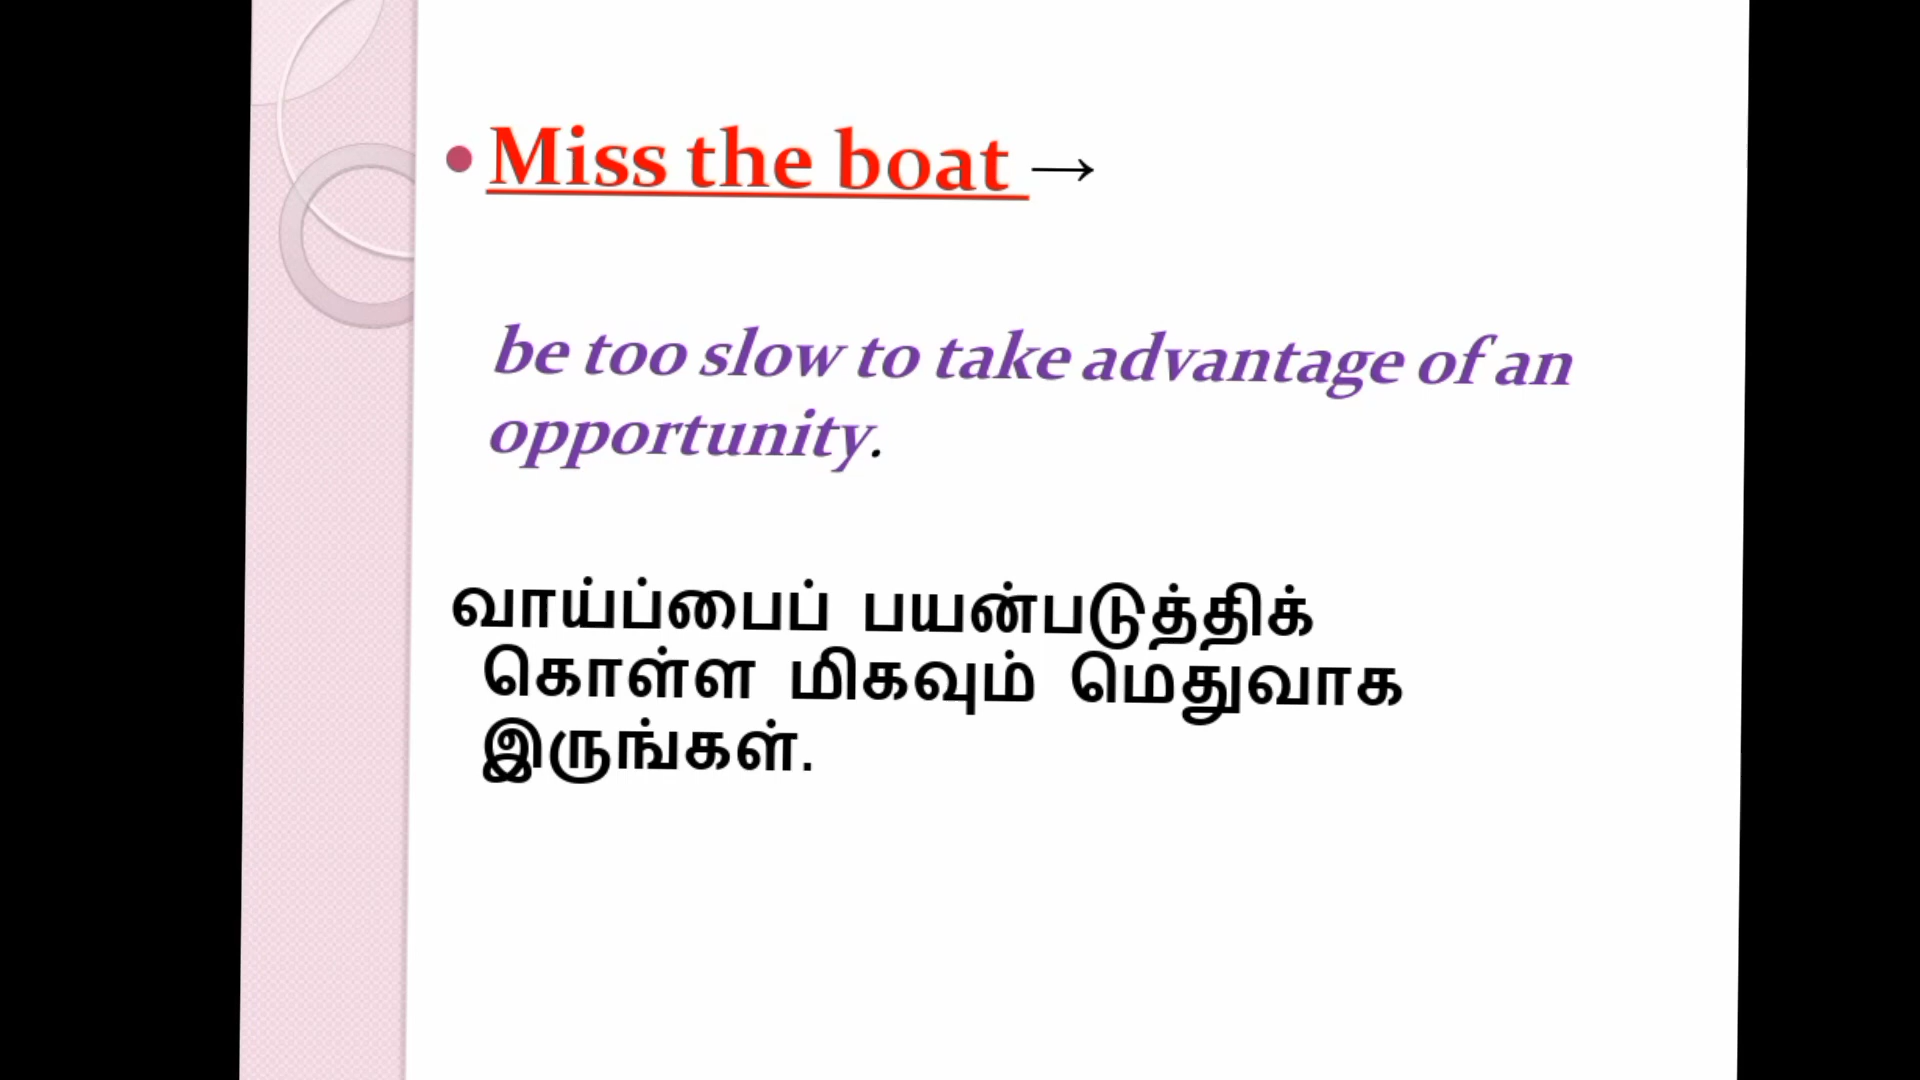 • Miss the boat →
be too slow to take advantage of an
opportunity.
வாய்ப்பைப் பயன்படுத்திக்
கொள்ள மிகவும் மெதுவாக
இருங்கள்.